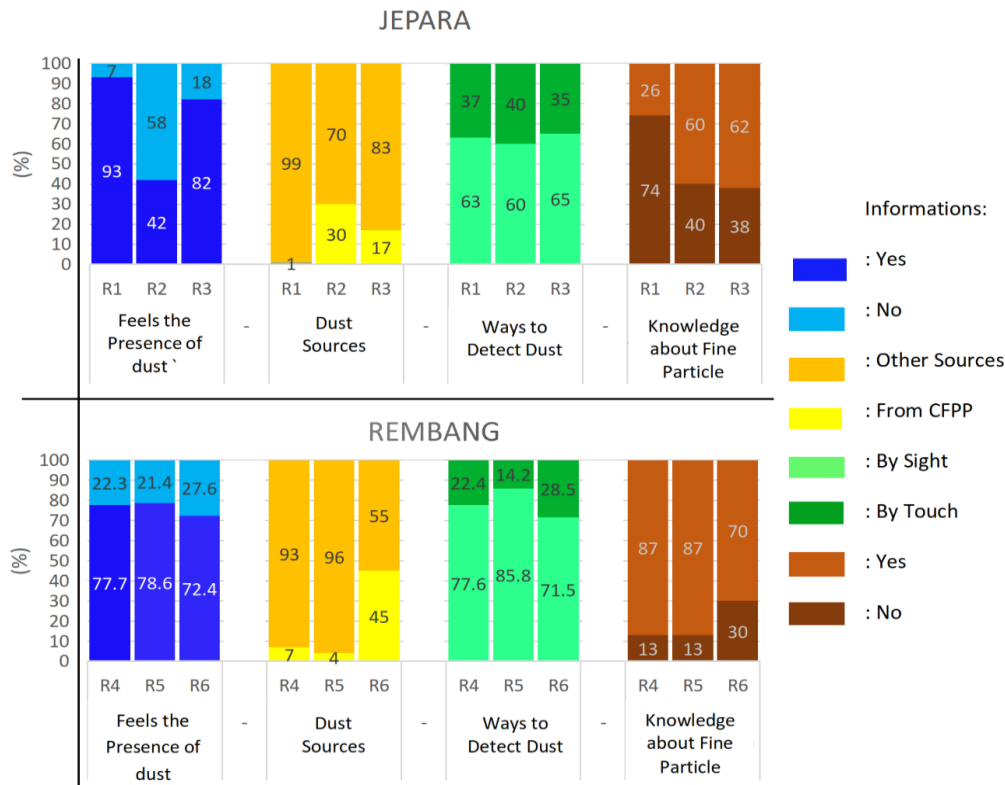 JEPARA
(%)
100
90
80
70
60
50
40
30
20
10
0
7
93
58
42
18
82
99
1
70
30
83
17
37
63
40
60
35
65
26
74
60
40
62
38
R1 R2 R3 R1 R2 R3 R1 R2 R3 R1 R2 R3
Feels the
Presence of
dust `
-
Dust
Sources
-
Ways to
Detect Dust
-
Knowledge
about Fine
Particle
REMBANG
(%)
100
90
80
70
60
50
40
30
20
10
0
22.3
77.7
21.4
78.6
27.6
72.4
93
7
96
4
55
45
22.4
77.6
14.2
85.8
28.5
71.5
87
13
87
13
70
30
R4 R5 R6 R4 R5 R6 R4 R5 R6 R4 R5 R6
Feels the
Presence of
dust
-
Dust
Sources
-
Ways to
Detect Dust
-
Knowledge
about Fine
Particle
Informations:
: Yes
: No
: Other Sources
: From CFPP
: By Sight
: By Touch
: Yes
: No